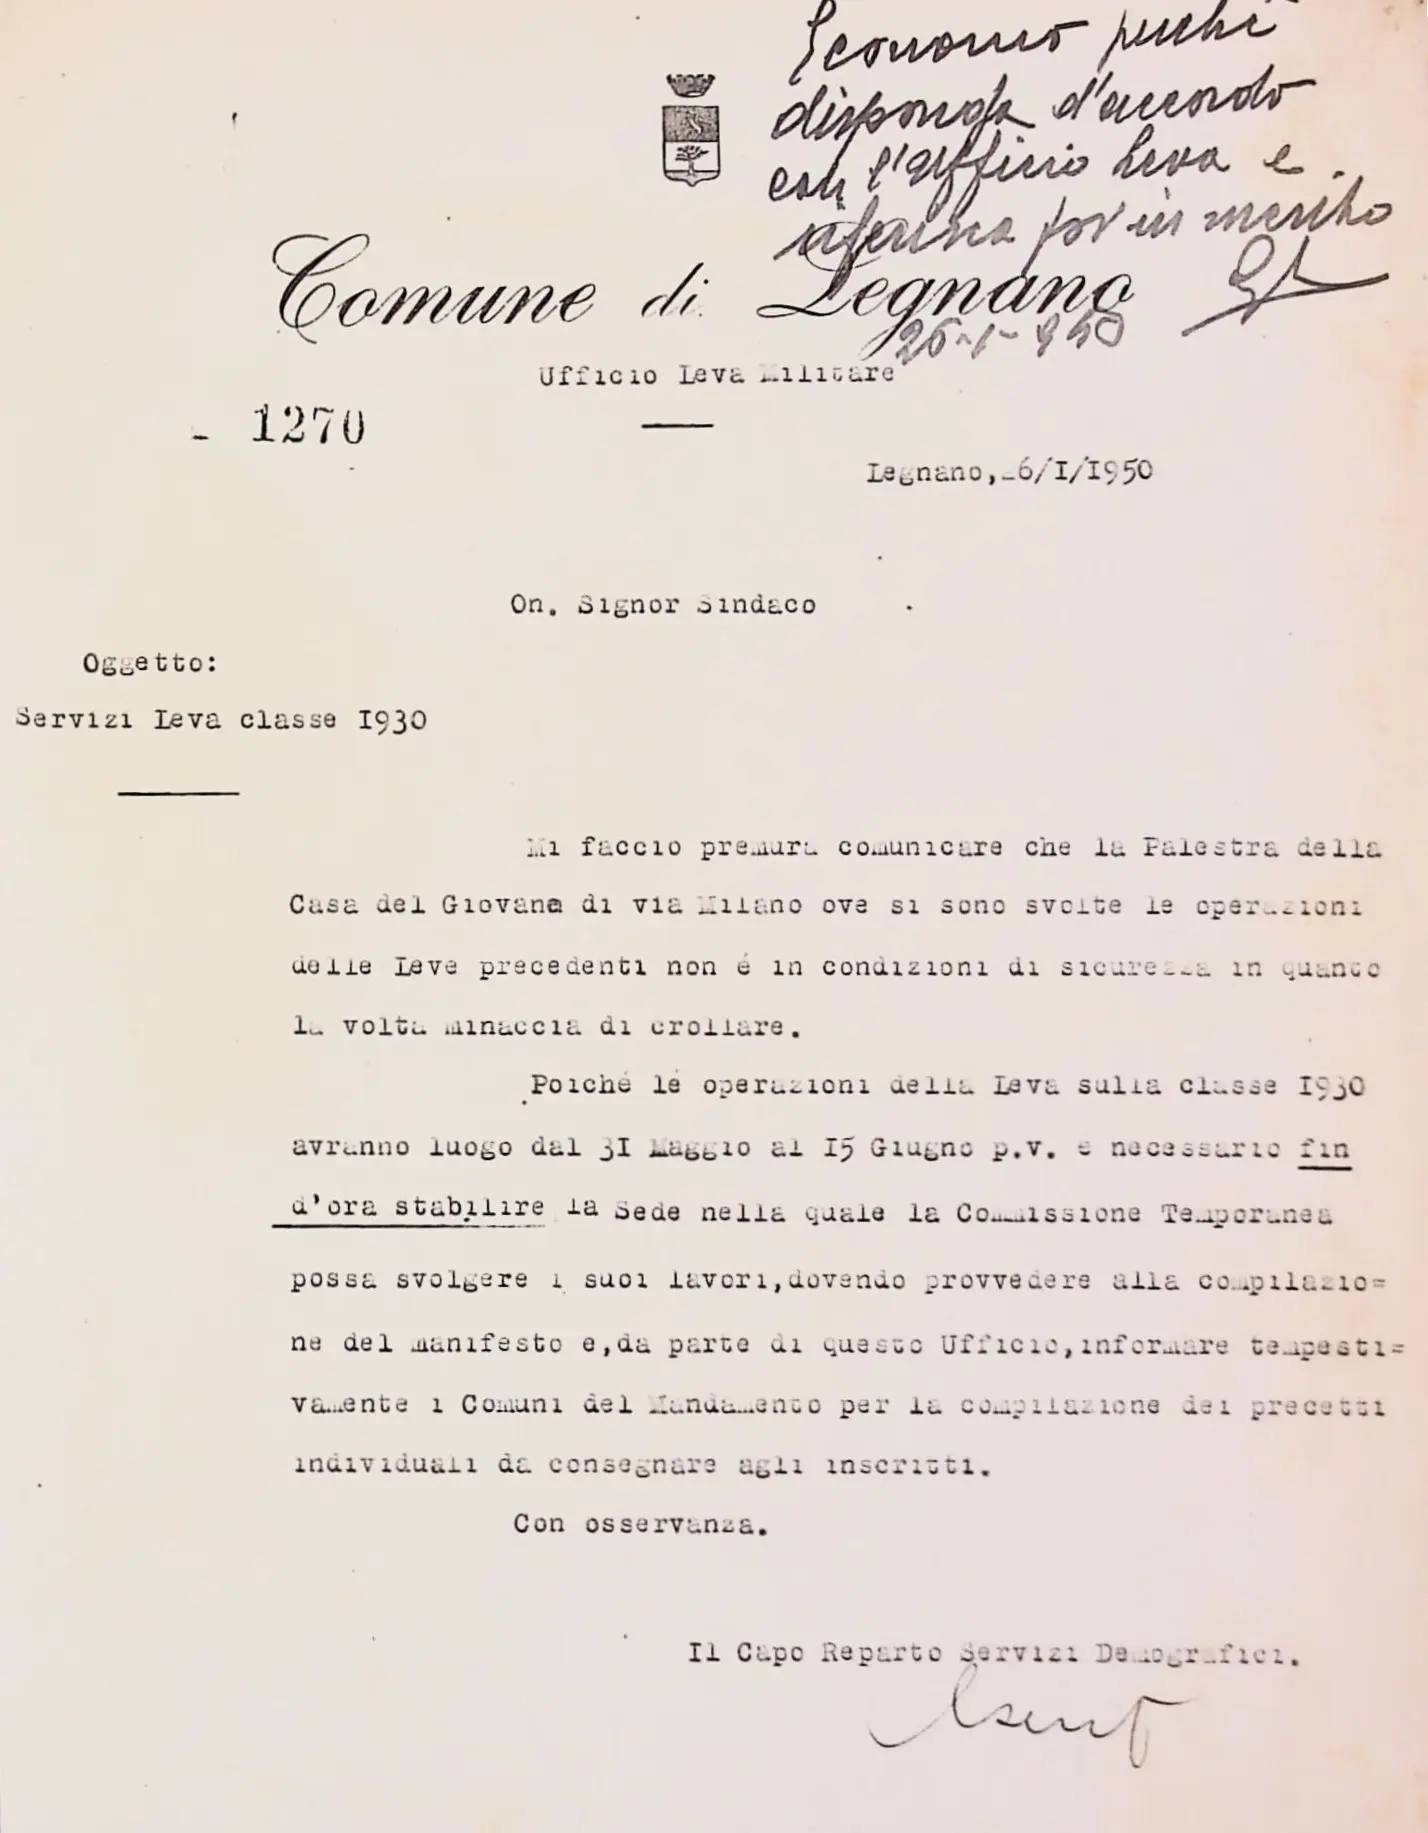 Economo perchè
disponga d'accordo
con l'Ufficio Leva e
riferisca poi in merito
26-1-950
Comune di Legnano
Ufficio Leva Militare
- 1270
Legnano, 26/I/1950
On. Signor Sindaco
Oggetto:
Servizi Leva classe I930
Mi faccio premura comunicare che la Palestra della
Casa del Giovane di via Milano ove si sono svolte le operazioni
delle Leve precedenti non é in condizioni di sicurezza in quanto
la volta minaccia di crollare.
Poiché le operazioni della Leva sulla classe I930
avranno luogo dal 3I Maggio al I5 Giugno p.v. e necessario fin
d'ora stabilire la Sede nella quale la Commissione Temporanea
possa svolgere i suoi lavori,dovendo provvedere alla compilazio=
ne del manifesto e,da parte di questo Ufficio,informare tempesti=
vamente i Comuni del Mandamento per la compilazione dei precetti
individuali da consegnare agli inscritti.
Con osservanza.
Il Capo Reparto Servizi Demografici.